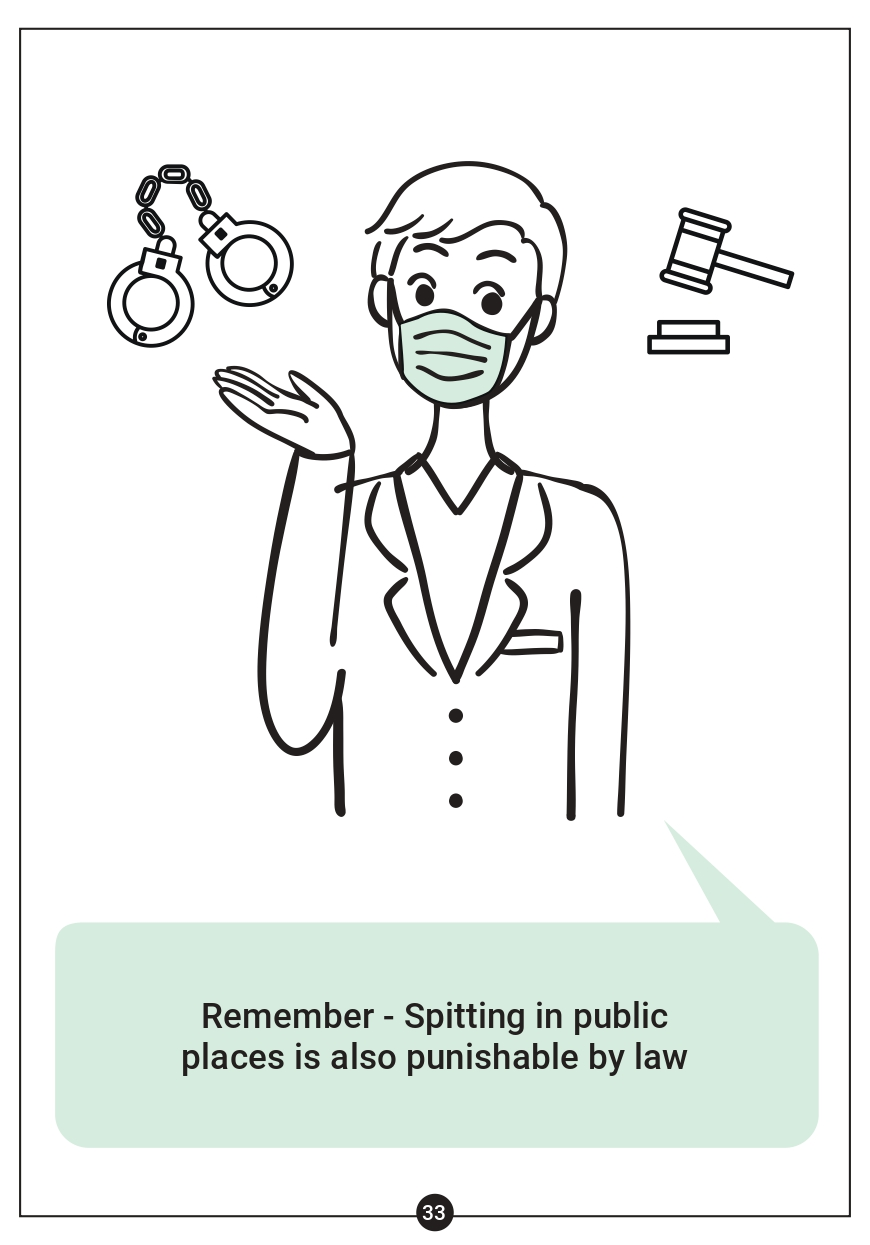 Remember - Spitting in public
places is also punishable by law
33